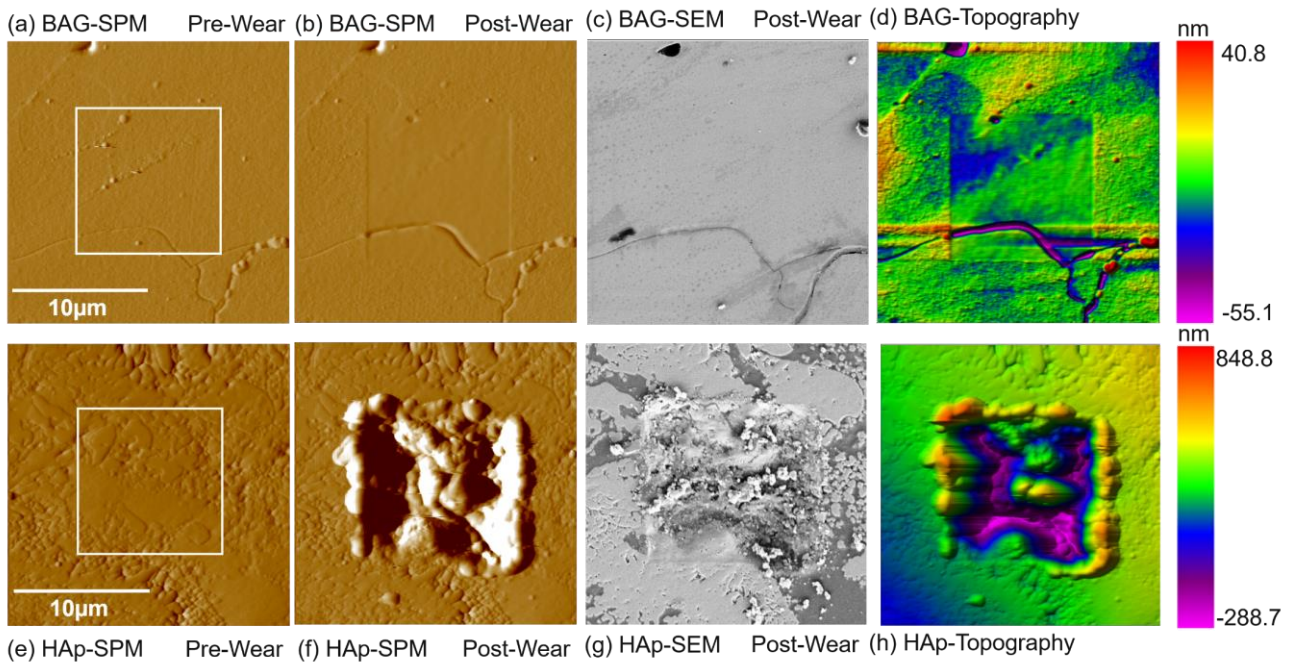 (a) BAG-SPM Pre-Wear
(b) BAG-SPM Post-Wear
(c) BAG-SEM Post-Wear
(d) BAG-Topography
nm
40.8
-55.1
10μm
nm
848.8
-288.7
10μm
(e) HAp-SPM Pre-Wear
(f) HAp-SPM Post-Wear
(g) HAp-SEM Post-Wear
(h) HAp-Topography